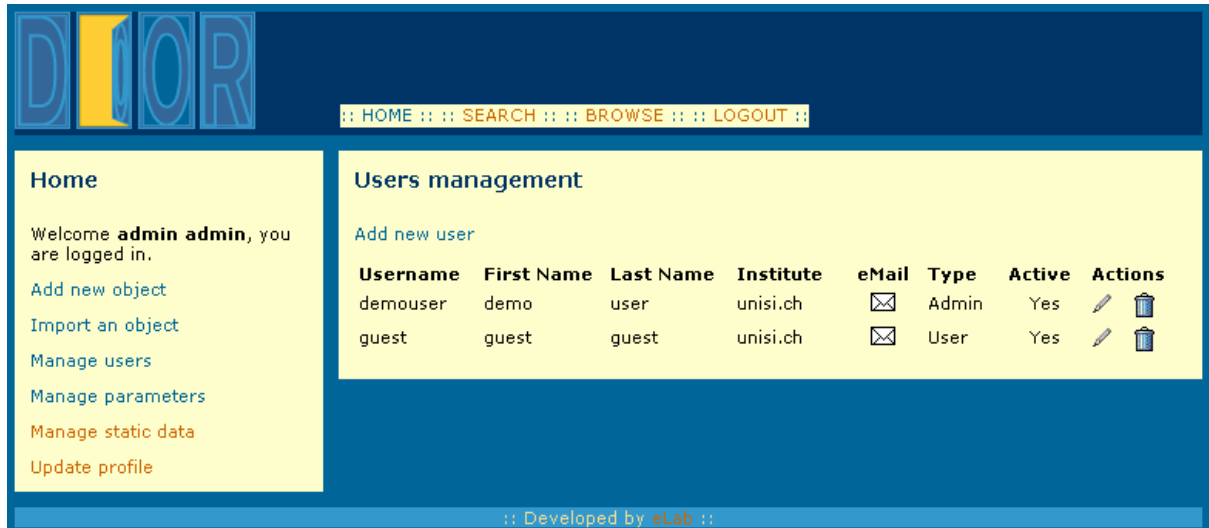 DOOR
:: HOME :: :: SEARCH :: :: BROWSE :: :: LOGOUT ::
Home
Welcome admin admin, you
are logged in.
Add new object
Import an object
Manage users
Manage parameters
Manage static data
Update profile
Users management
Add new user
Username First Name Last Name Institute eMail Type Active Actions
demouser demo user unisi.ch Admin Yes
guest guest guest unisi.ch User Yes
:: Developed by eLab ::